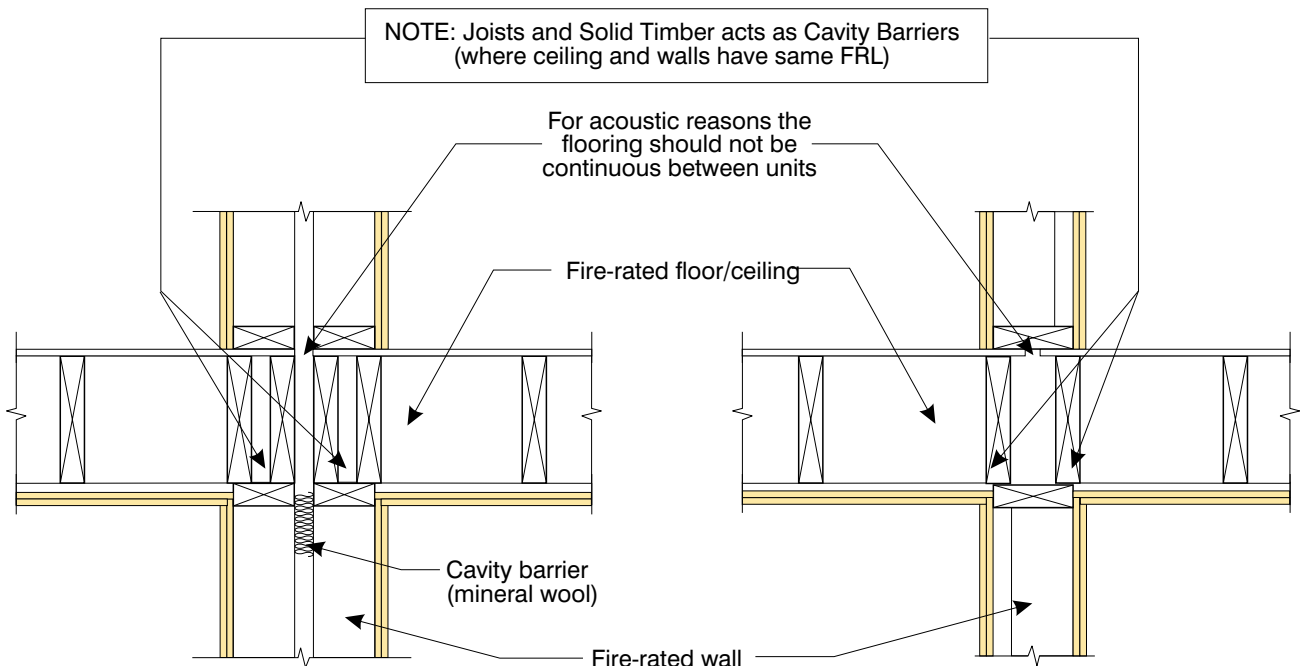 NOTE: Joists and Solid Timber acts as Cavity Barriers
(where ceiling and walls have same FRL)
For acoustic reasons the
flooring should not be
continuous between units
Fire-rated floor/ceiling
Cavity barrier
(mineral wool)
Fire-rated wall